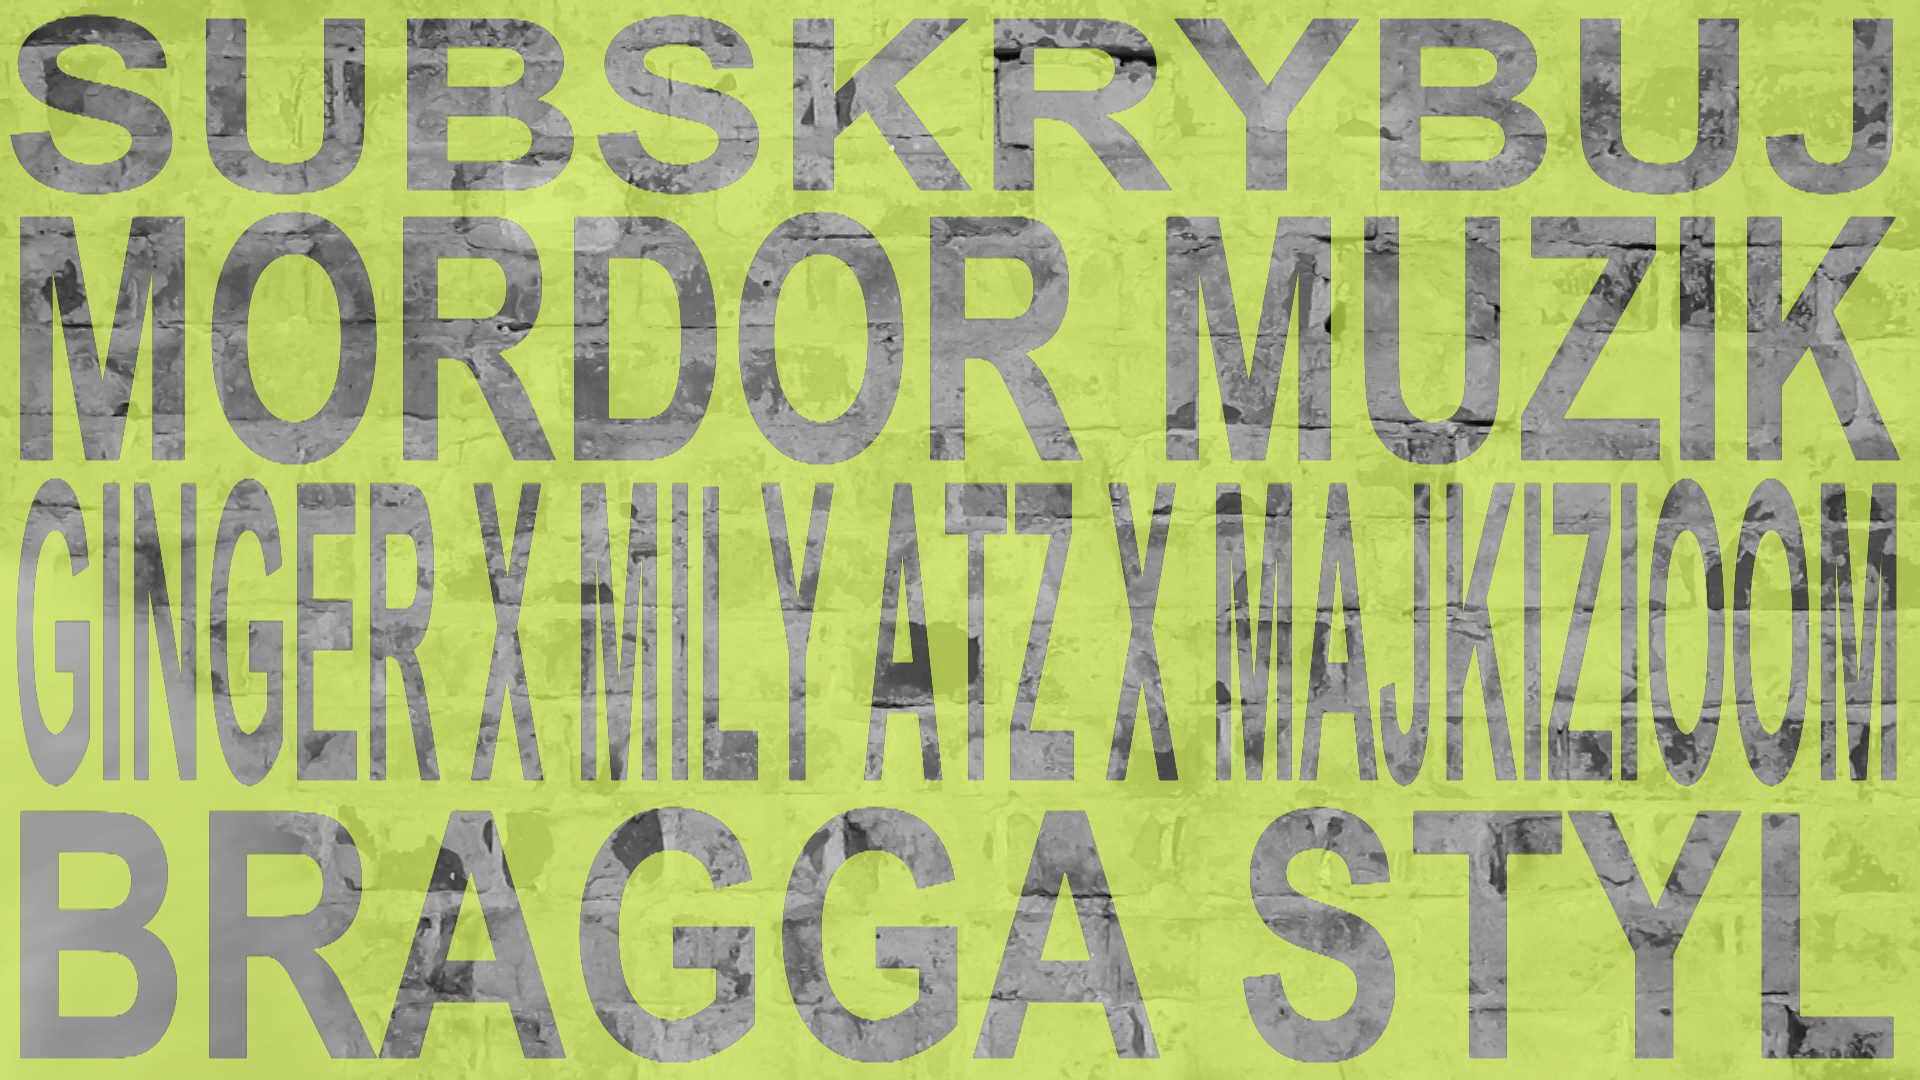 SUBSKRYBUJ
MORDOR MUZIK
GINGER X MILY ATZ X MAJKIZIOOM
BRAGGA STYL